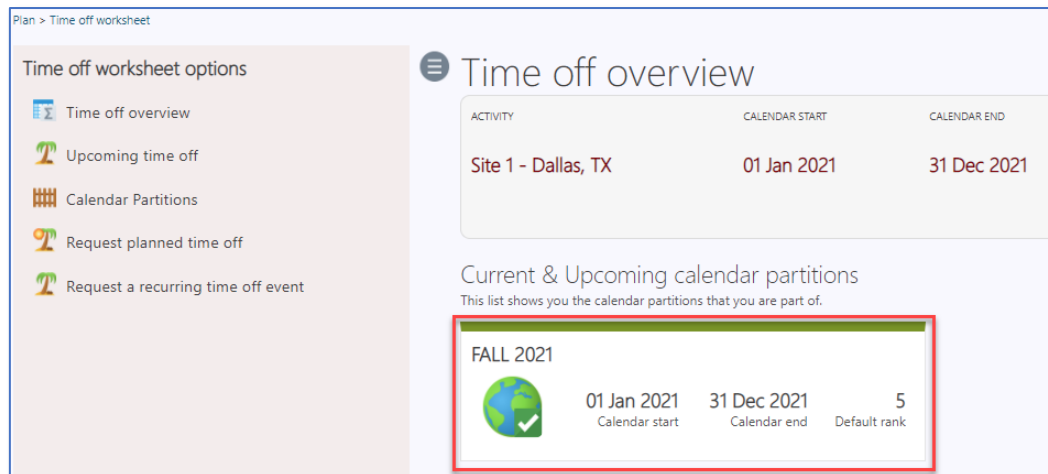 Plan > Time off worksheet
Time off worksheet options
Time off overview
Upcoming time off
Calendar Partitions
Request planned time off
Request a recurring time off event
Time off overview
ACTIVITY CALENDAR START CALENDAR END
Site 1 - Dallas, TX 01 Jan 2021 31 Dec 2021
Current & Upcoming calendar partitions
This list shows you the calendar partitions that you are part of.
FALL 2021
01 Jan 2021 31 Dec 2021 5
Calendar start Calendar end Default rank